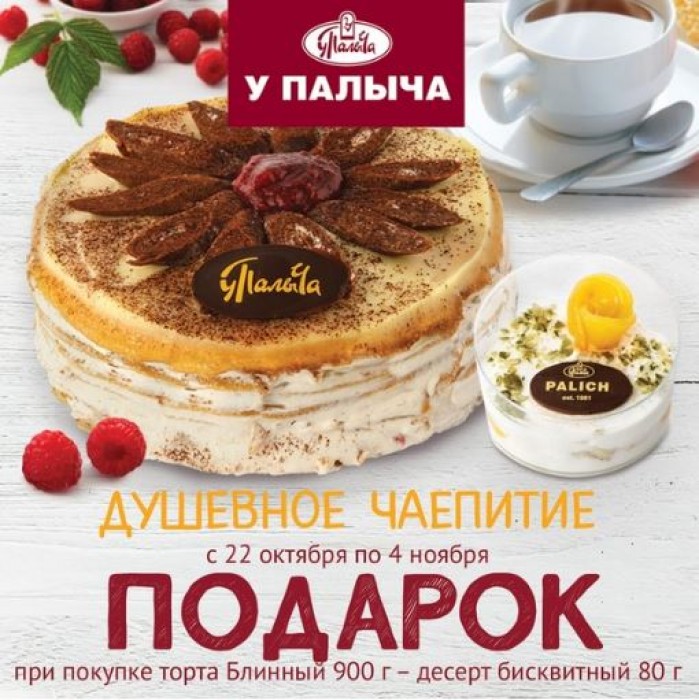 у Палыча
У ПАЛЫЧА
у Палыча
PALICH
est. 1991
ДУШЕВНОЕ ЧАЕПИТИЕ
с 22 октября по 4 ноября
ПОДАРОК
при покупке торта Блинный 900 г – десерт бисквитный 80 г